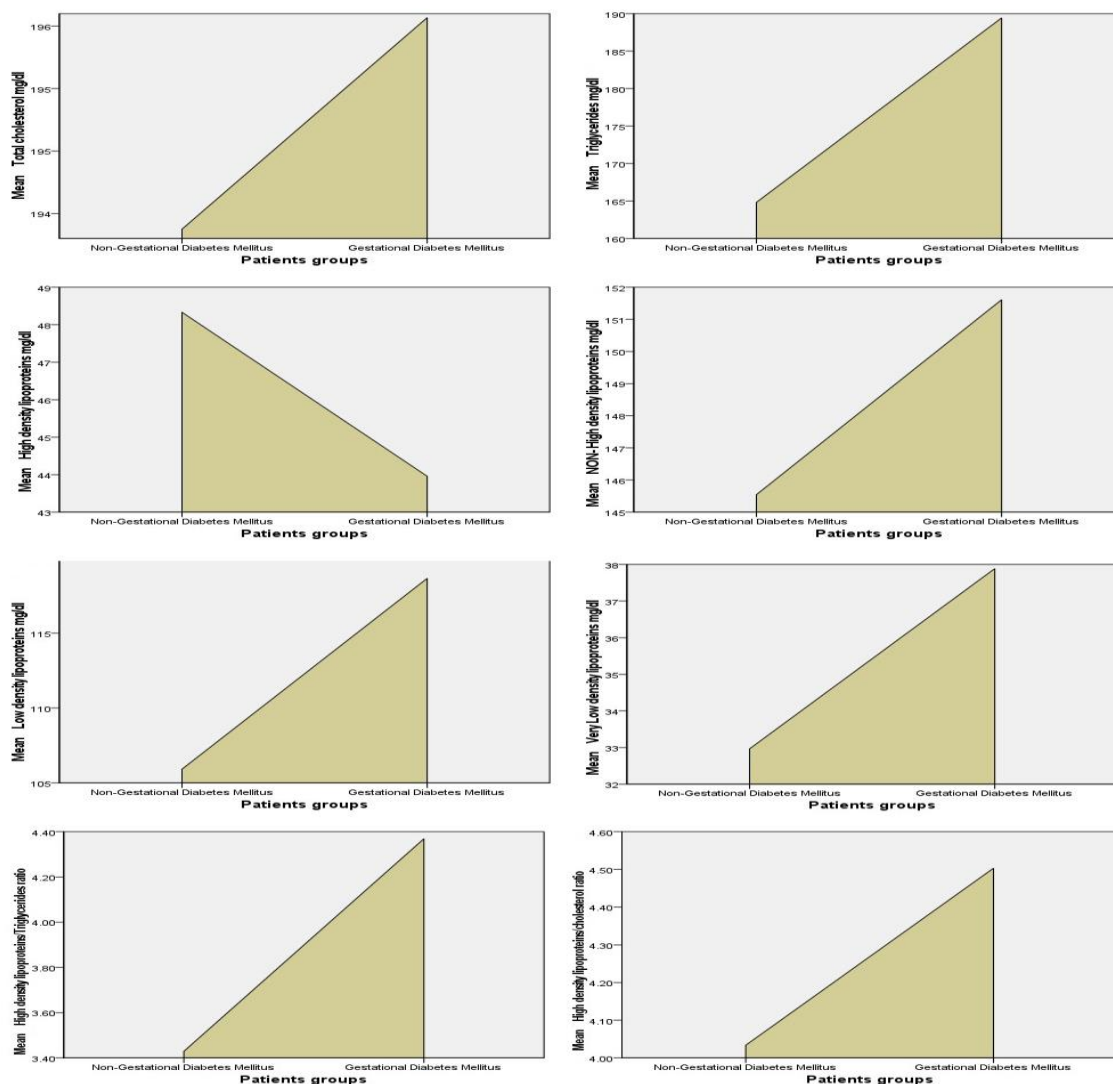 Mean Total cholesterol mg/dl
196
195
195
194
Non-Gestational Diabetes Mellitus Gestational Diabetes Mellitus
Patients groups
Mean Triglycerides mg/dl
190
185
180
175
170
165
160
Non-Gestational Diabetes Mellitus Gestational Diabetes Mellitus
Patients groups
Mean High density lipoproteins mg/dl
49
48
47
46
45
44
43
Non-Gestational Diabetes Mellitus Gestational Diabetes Mellitus
Patients groups
Mean NON-High density lipoproteins mg/dl
152
151
150
149
148
147
146
145
Non-Gestational Diabetes Mellitus Gestational Diabetes Mellitus
Patients groups
Mean Low density lipoproteins mg/dl
115
110
105
Non-Gestational Diabetes Mellitus Gestational Diabetes Mellitus
Patients groups
Mean Very Low density lipoproteins mg/dl
38
37
36
35
34
33
32
Non-Gestational Diabetes Mellitus Gestational Diabetes Mellitus
Patients groups
Mean High density lipoproteins/Triglycerides ratio
4.40
4.20
4.00
3.80
3.60
3.40
Non-Gestational Diabetes Mellitus Gestational Diabetes Mellitus
Patients groups
Mean High density lipoproteins/cholesterol ratio
4.60
4.50
4.40
4.30
4.20
4.10
4.00
Non-Gestational Diabetes Mellitus Gestational Diabetes Mellitus
Patients groups